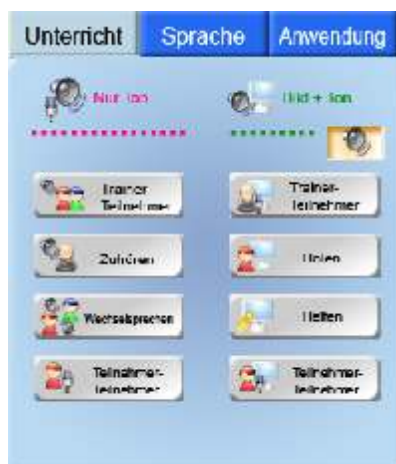 Unterricht Sprache Anwendung
Nur Ton
Bild + Ton
Trainer
Teilnehmer
Trainer-
Teilnehmer
Zuhören
Holen
Wechselsprechen
Helfen
Teilnehmer-
Teilnehmer
Teilnehmer-
Teilnehmer